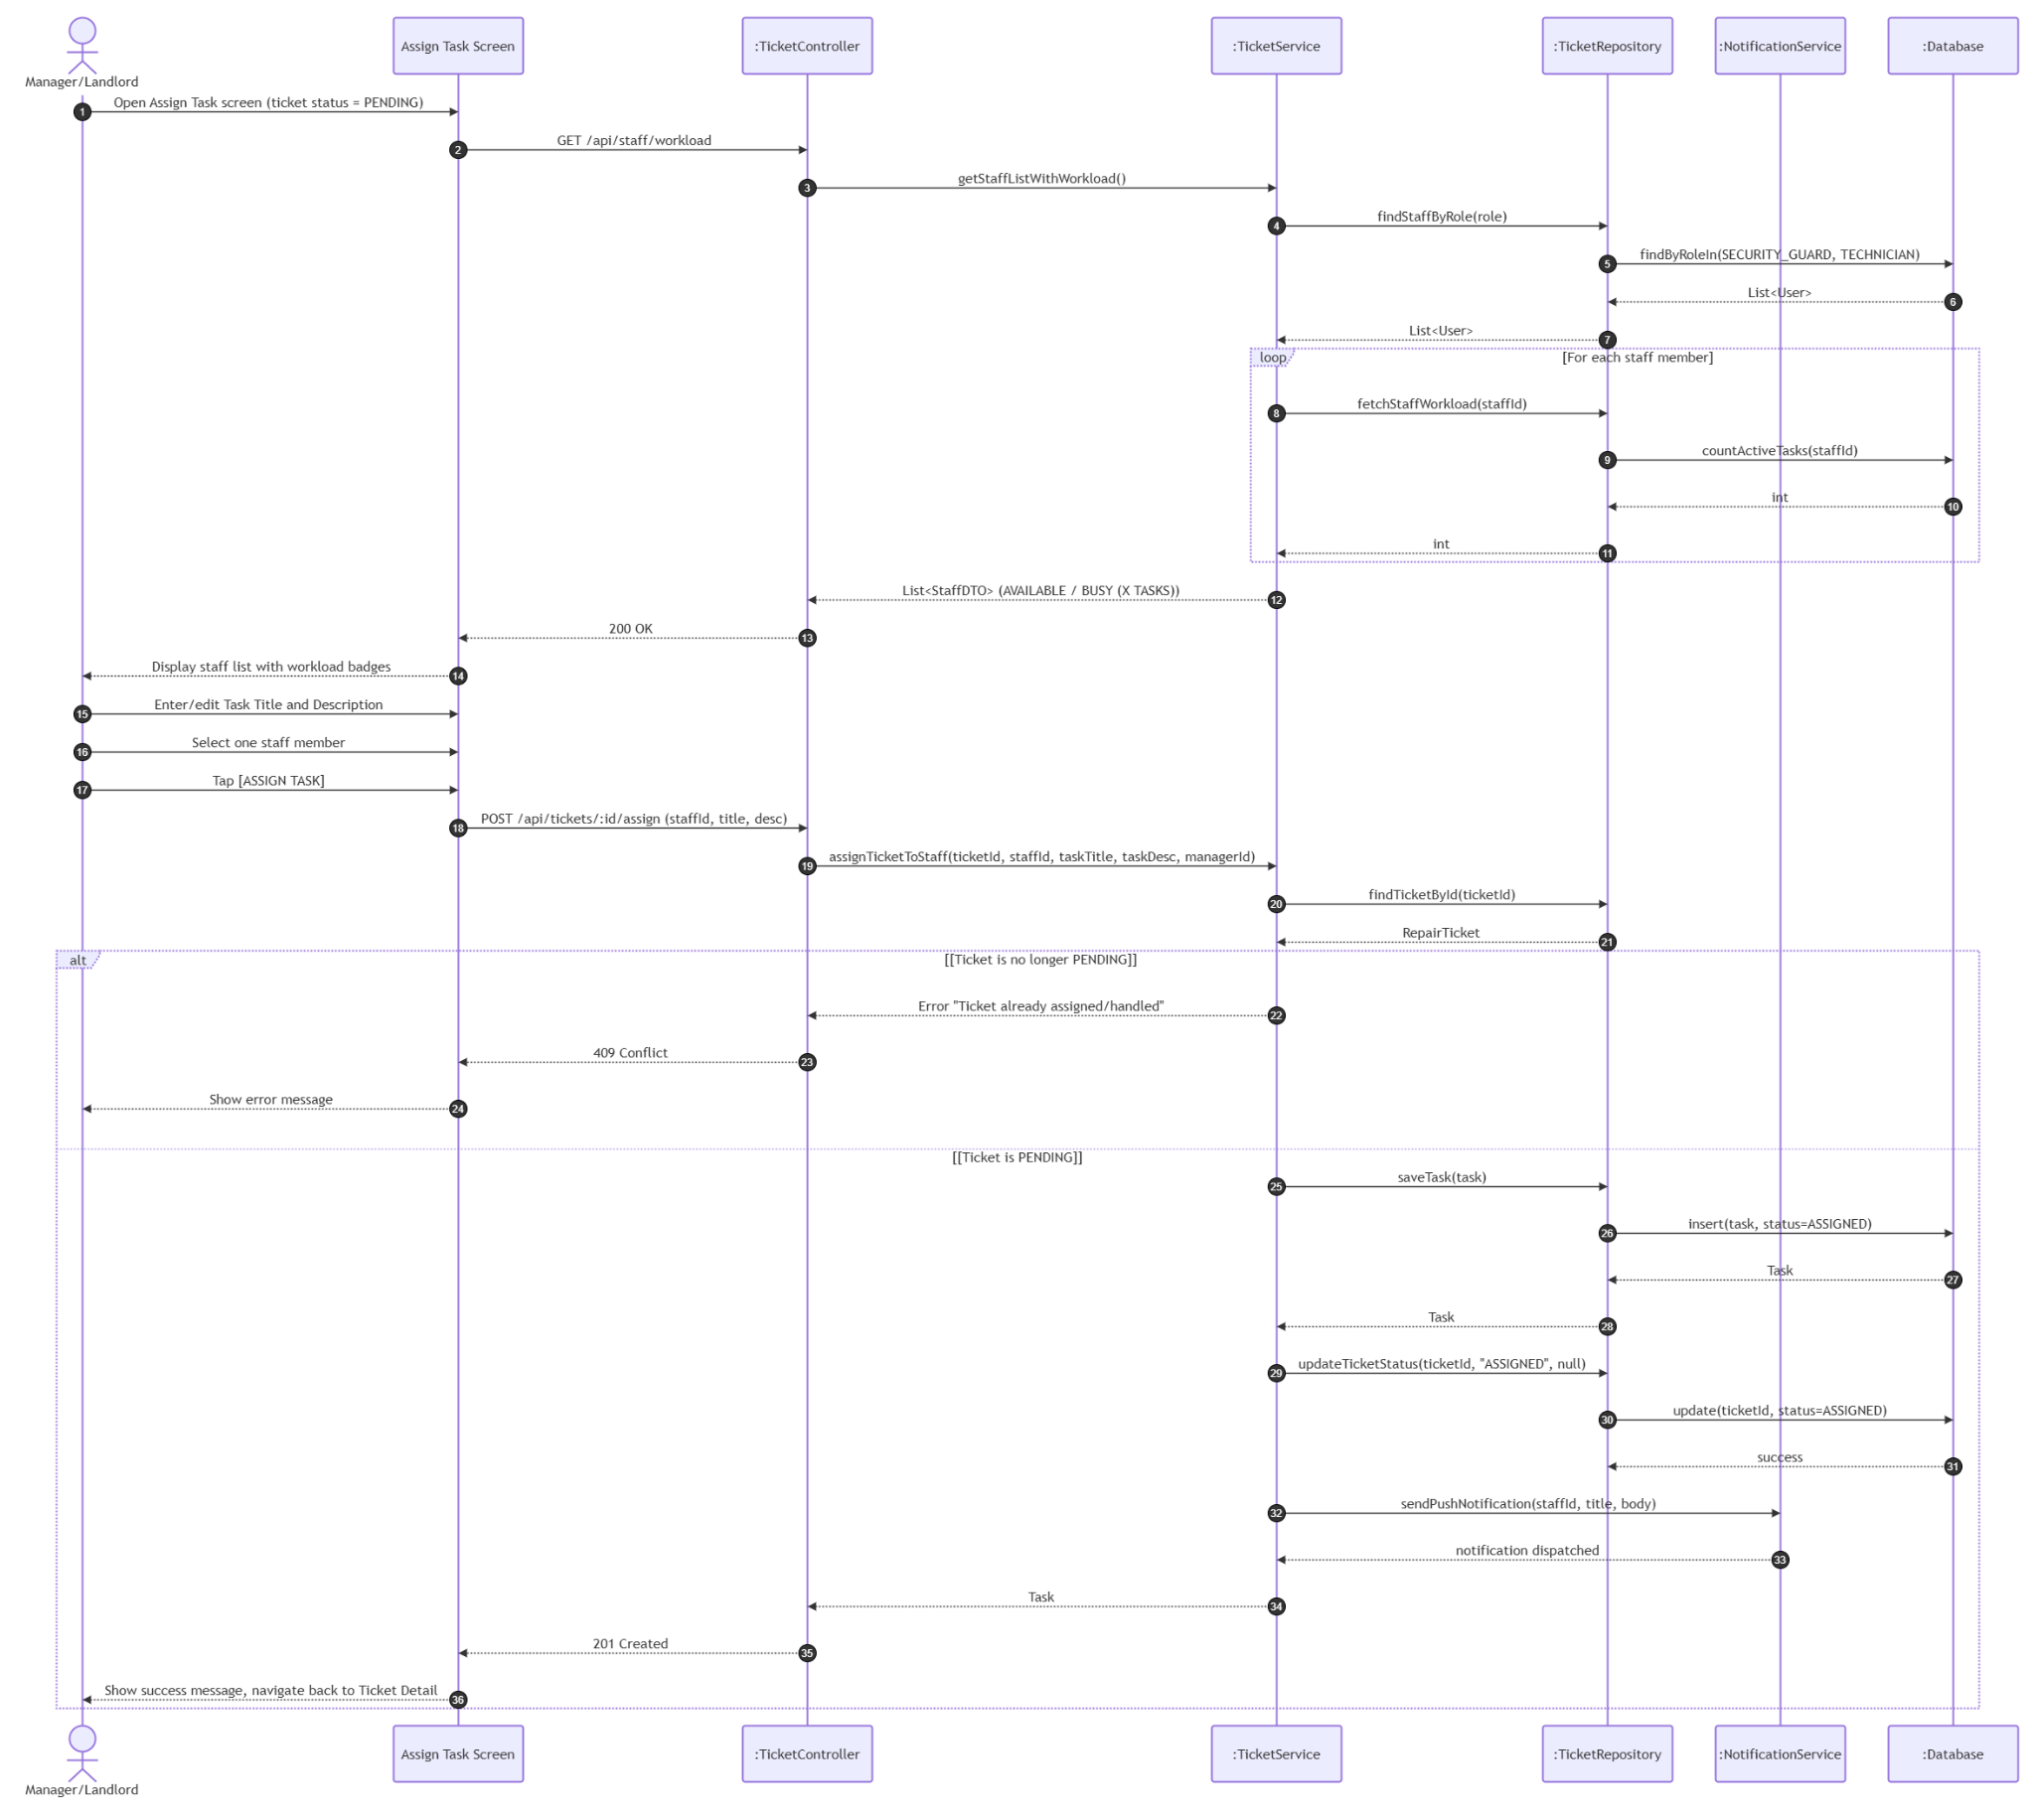 Manager/Landlord
Assign Task Screen
:TicketController
:TicketService
:TicketRepository
:NotificationService
:Database
1 Open Assign Task screen (ticket status = PENDING)
2 GET /api/staff/workload
3 getStaffListWithWorkload()
4 findStaffByRole(role)
5 findByRoleIn(SECURITY_GUARD, TECHNICIAN)
List<User> 6
List<User> 7
loop [For each staff member]
8 fetchStaffWorkload(staffId)
9 countActiveTasks(staffId)
int 10
int 11
List<StaffDTO> (AVAILABLE / BUSY (X TASKS)) 12
200 OK 13
Display staff list with workload badges 14
15 Enter/edit Task Title and Description
16 Select one staff member
17 Tap [ASSIGN TASK]
18 POST /api/tickets/:id/assign (staffId, title, desc)
19 assignTicketToStaff(ticketId, staffId, taskTitle, taskDesc, managerId)
20 findTicketById(ticketId)
RepairTicket 21
alt [[Ticket is no longer PENDING]]
Error "Ticket already assigned/handled" 22
409 Conflict 23
Show error message 24
[[Ticket is PENDING]]
25 saveTask(task)
26 insert(task, status=ASSIGNED)
Task 27
Task 28
29 updateTicketStatus(ticketId, "ASSIGNED", null)
30 update(ticketId, status=ASSIGNED)
success 31
32 sendPushNotification(staffId, title, body)
notification dispatched 33
Task 34
201 Created 35
Show success message, navigate back to Ticket Detail 36
Manager/Landlord
Assign Task Screen
:TicketController
:TicketService
:TicketRepository
:NotificationService
:Database